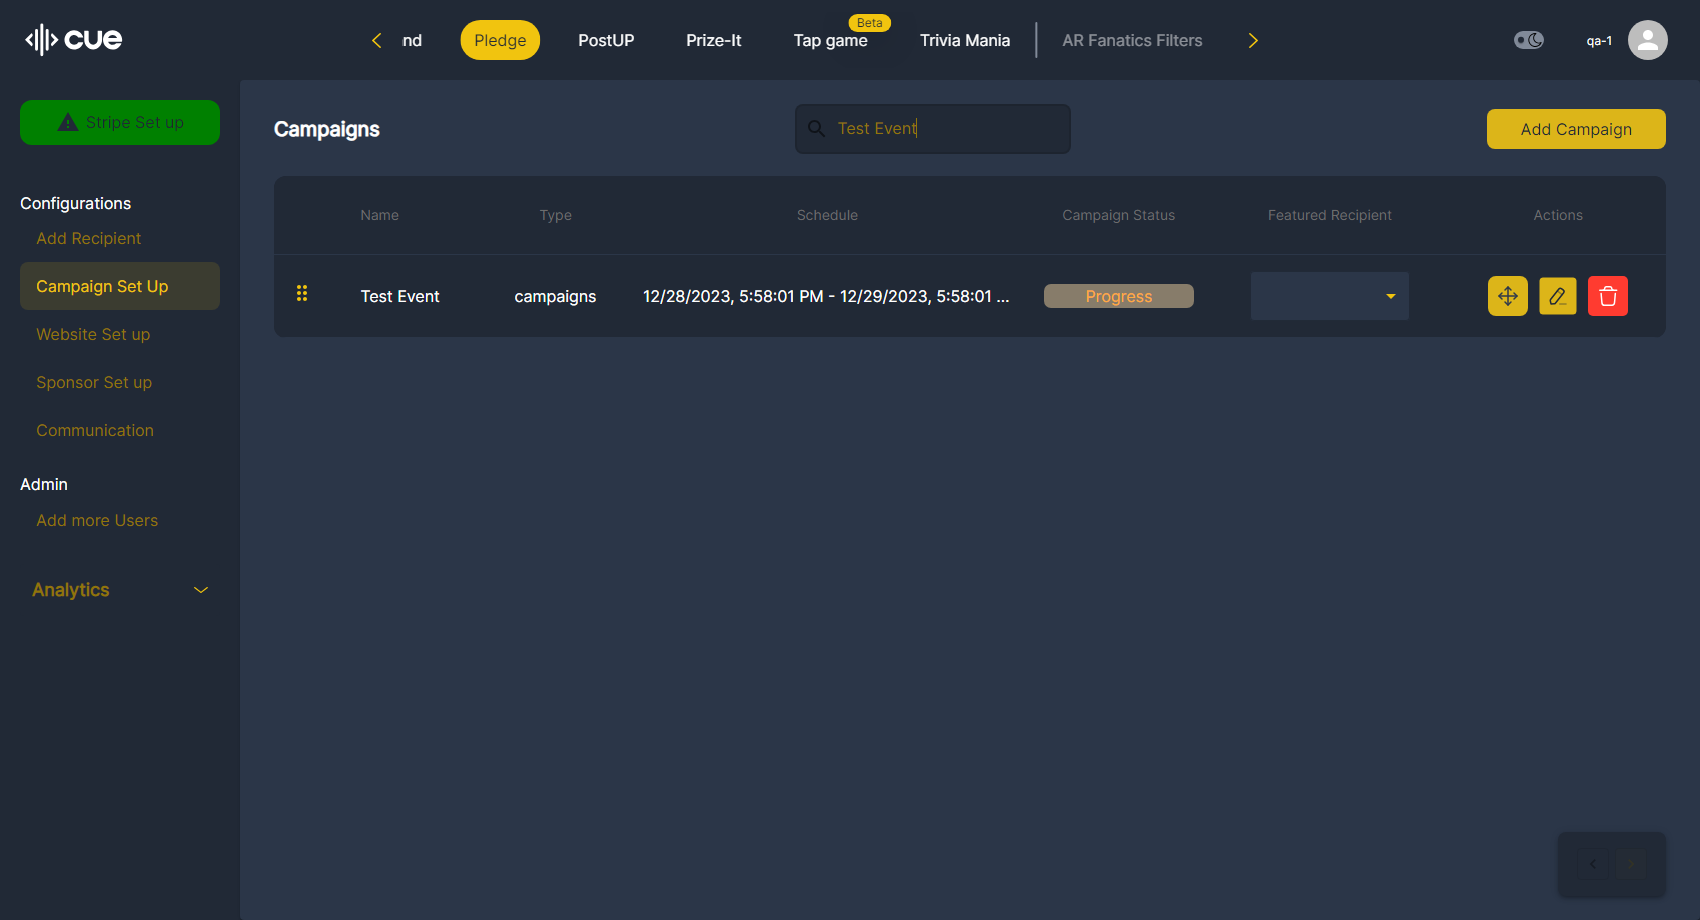 cue
nd
Pledge
PostUP
Prize-It
Tap game
Beta
Trivia Mania
AR Fanatics Filters
qa-1
Stripe Set up
Configurations
Add Recipient
Campaign Set Up
Website Set up
Sponsor Set up
Communication
Admin
Add more Users
Analytics
Campaigns
Test Event
Add Campaign
Name Type Schedule Campaign Status Featured Recipient Actions
Test Event campaigns 12/28/2023, 5:58:01 PM - 12/29/2023, 5:58:01 ... Progress